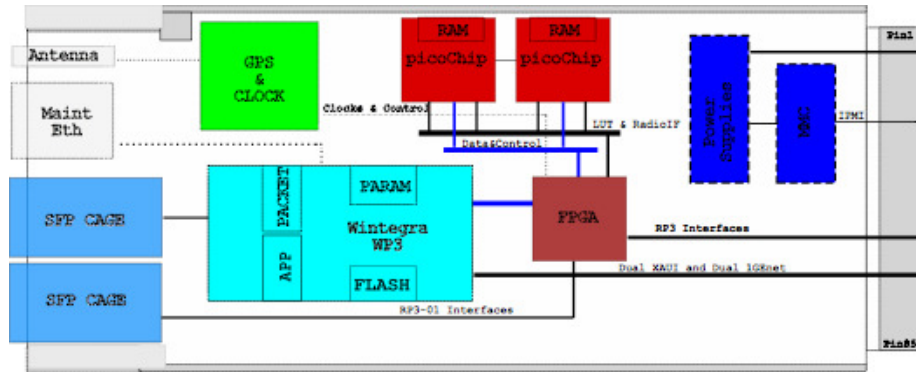 Antenna
Maint
Eth
SFP CAGE
SFP CAGE
GPS
&
CLOCK
Clocks & Control
RAM
picoChip
RAM
picoChip
LUT & RadioIF
Data&Control
PACKET
APP
PARAM
Wintegra
WP3
FLASH
FPGA
Power
Supplies
MMC
IPMI
Pin1
RP3 Interfaces
Dual XAUI and Dual 1GEnet
RP3-01 Interfaces
Pin85